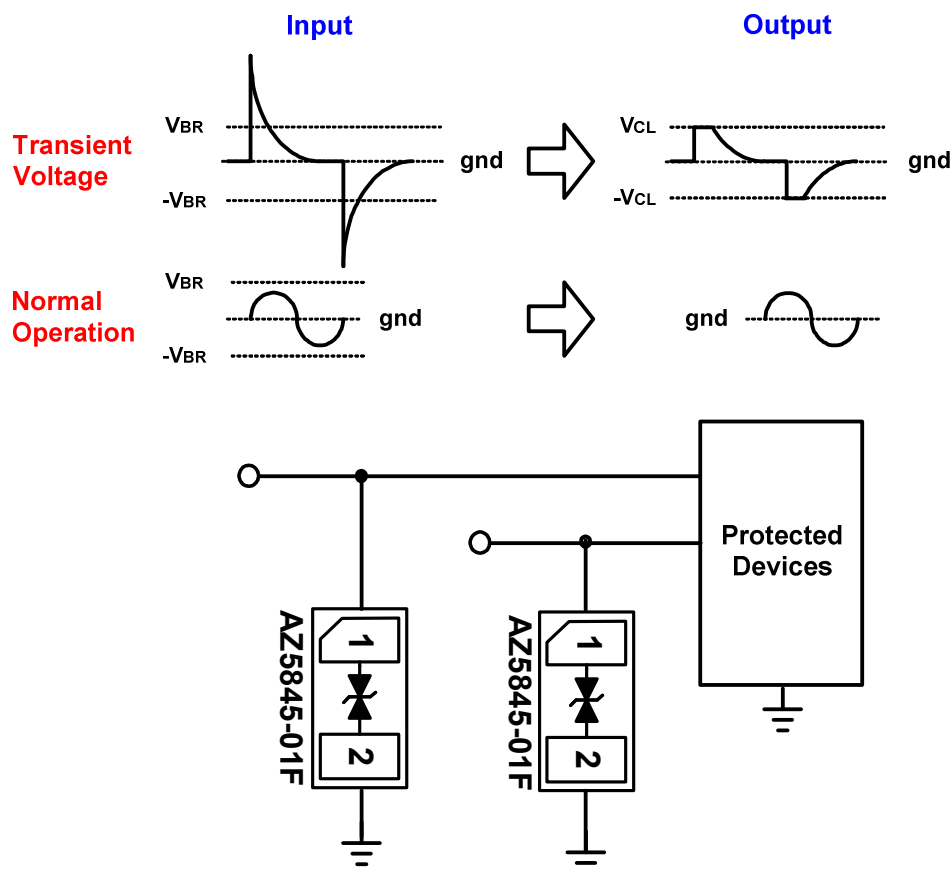 Input
Output
VBR
VCL
Transient
Voltage
gnd
gnd
-VBR
-VCL
VBR
Normal
Operation
gnd
gnd
-VBR
Protected
Devices
AZ5845-01F
1
2
AZ5845-01F
1
2